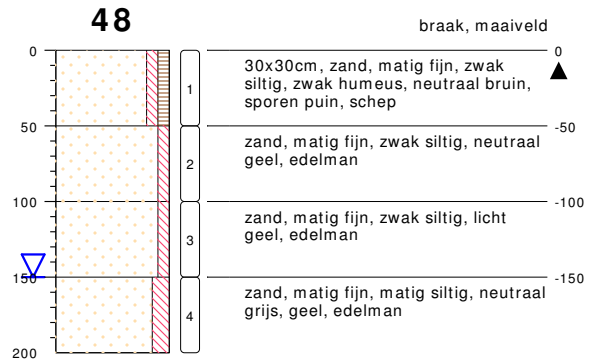 48
braak, maaiveld
0
50
100
150
200
1
2
3
4
30x30cm, zand, matig fijn, zwak
siltig, zwak humeus, neutraal bruin,
sporen puin, schep
zand, matig fijn, zwak siltig, neutraal
geel, edelman
zand, matig fijn, zwak siltig, licht
geel, edelman
zand, matig fijn, matig siltig, neutraal
grijs, geel, edelman
0
-50
-100
-150